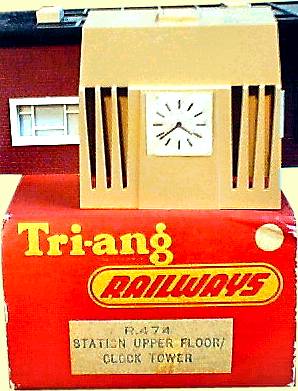 Tri-ang
RAILWAYS
R.474
STATION UPPER FLOOR/
CLOCK TOWER